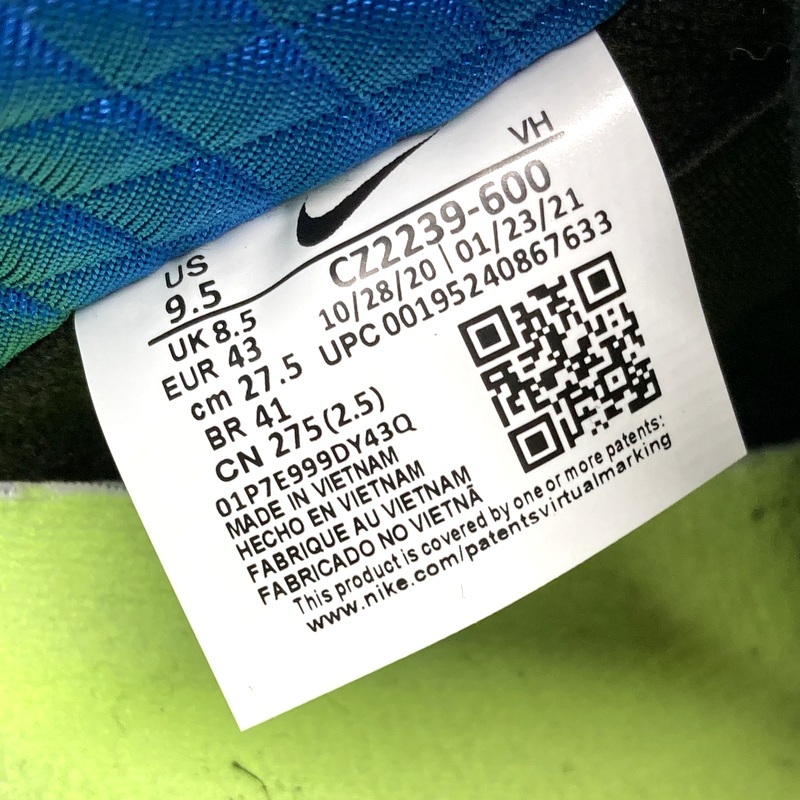 VH
US
9.5
CZ2239-600
10/28/20 | 01/23/21
UPC 00195240867633
UK 8.5
EUR 43
cm 27.5
BR 41
CN 275(2.5)
01P7E999DY43Q
MADE IN VIETNAM
HECHO EN VIETNAM
FABRIQUE AU VIETNAM
FABRICADO NO VIETNÃ
This product is covered by one or more patents:
www.nike.com/patentsvirtualmarking